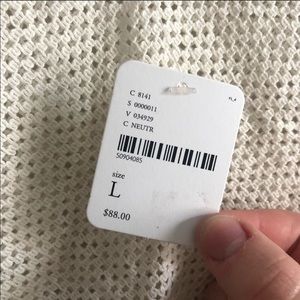 C 8141
S 0000011
V 034929
C NEUTR
50904085
size
L
$88.00